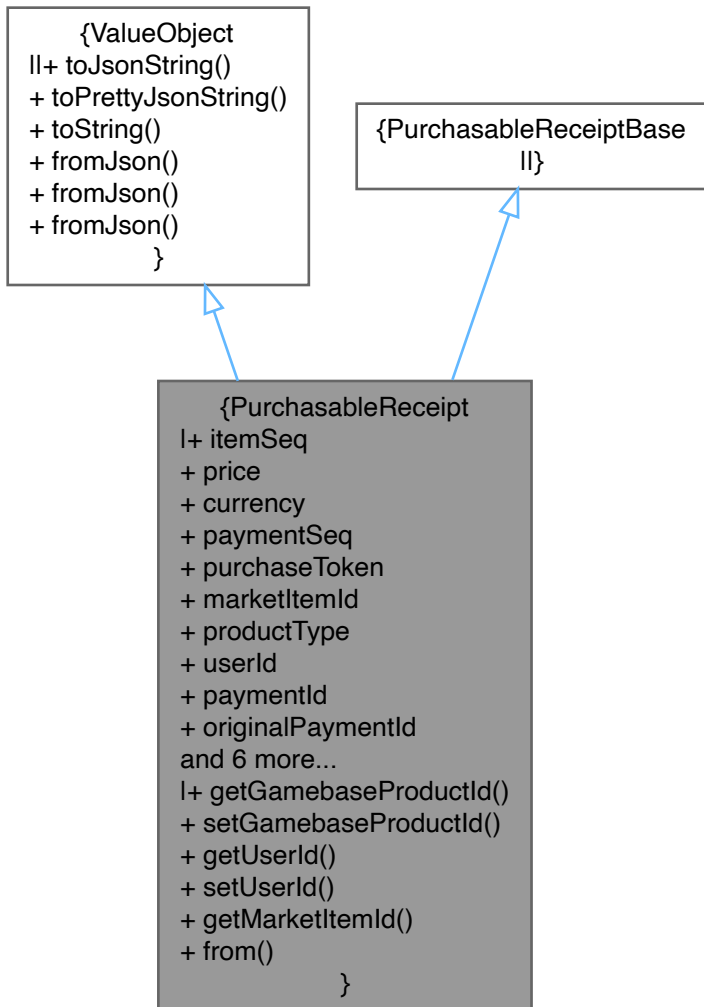 {ValueObject
||+ toJsonString()
+ toPrettyJsonString()
+ toString()
+ fromJson()
+ fromJson()
+ fromJson()
}
{PurchasableReceiptBase
||}
{PurchasableReceipt
|+ itemSeq
+ price
+ currency
+ paymentSeq
+ purchaseToken
+ marketItemId
+ productType
+ userId
+ paymentId
+ originalPaymentId
and 6 more...
|+ getGamebaseProductId()
+ setGamebaseProductId()
+ getUserId()
+ setUserId()
+ getMarketItemId()
+ from()
}